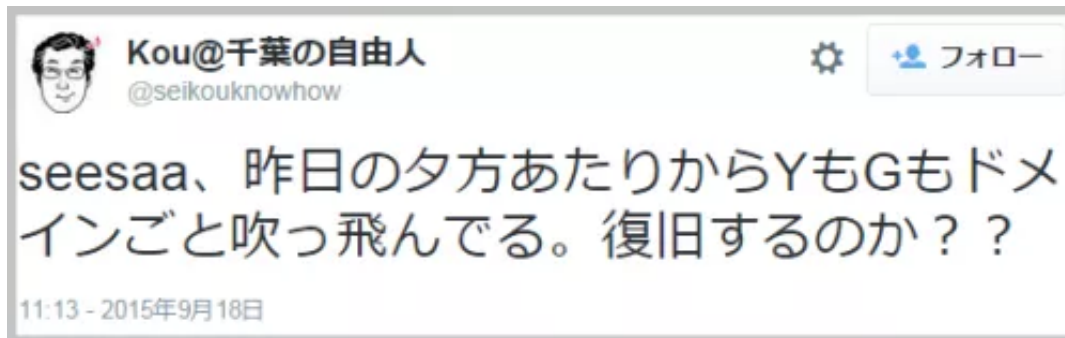 Kou@千葉の自由人
フォロー
@seikouknowhow
seesaa、昨日の夕方あたりからYもGもドメ
インごと吹っ飛んでる。復旧するのか？？
11:13 - 2015年9月18日